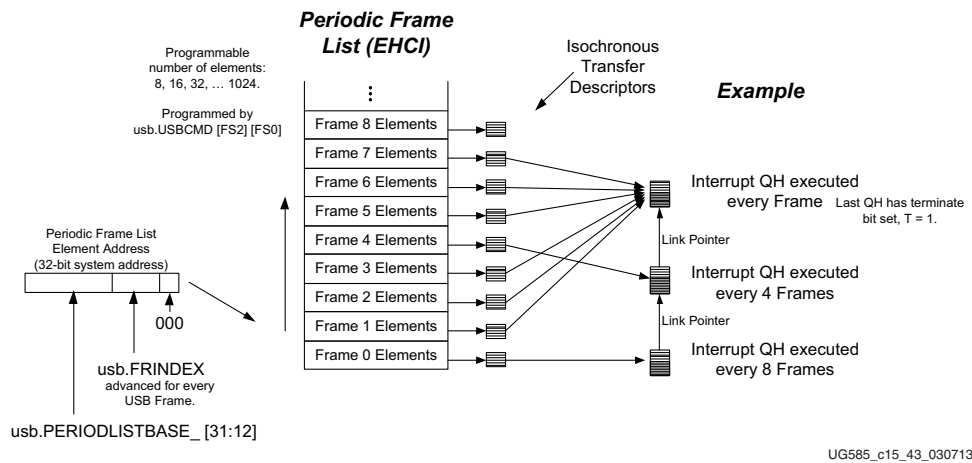 Periodic Frame
List (EHCI)
Programmable
number of elements:
8, 16, 32, … 1024.
Programmed by
usb.USBCMD [FS2] [FS0]
Isochronous
Transfer
Descriptors
Example
Frame 8 Elements
Frame 7 Elements
Frame 6 Elements
Frame 5 Elements
Frame 4 Elements
Frame 3 Elements
Frame 2 Elements
Frame 1 Elements
Frame 0 Elements
Interrupt QH executed
every Frame
Last QH has terminate
bit set, T = 1.
Link Pointer
Interrupt QH executed
every 4 Frames
Link Pointer
Interrupt QH executed
every 8 Frames
Periodic Frame List
Element Address
(32-bit system address)
000
usb.FRINDEX
advanced for every
USB Frame.
usb.PERIODLISTBASE_ [31:12]
UG585_c15_43_030713